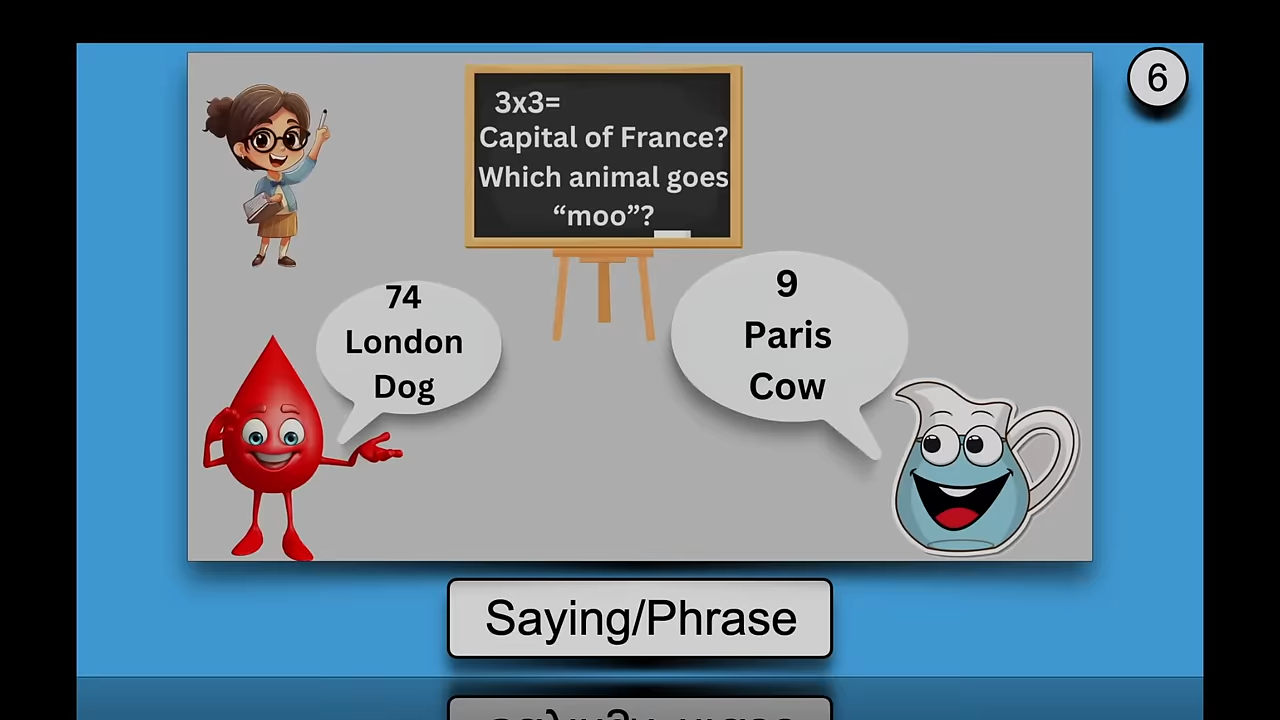 6
3x3=
Capital of France?
Which animal goes
“moo”?
74
London
Dog
9
Paris
Cow
Saying/Phrase